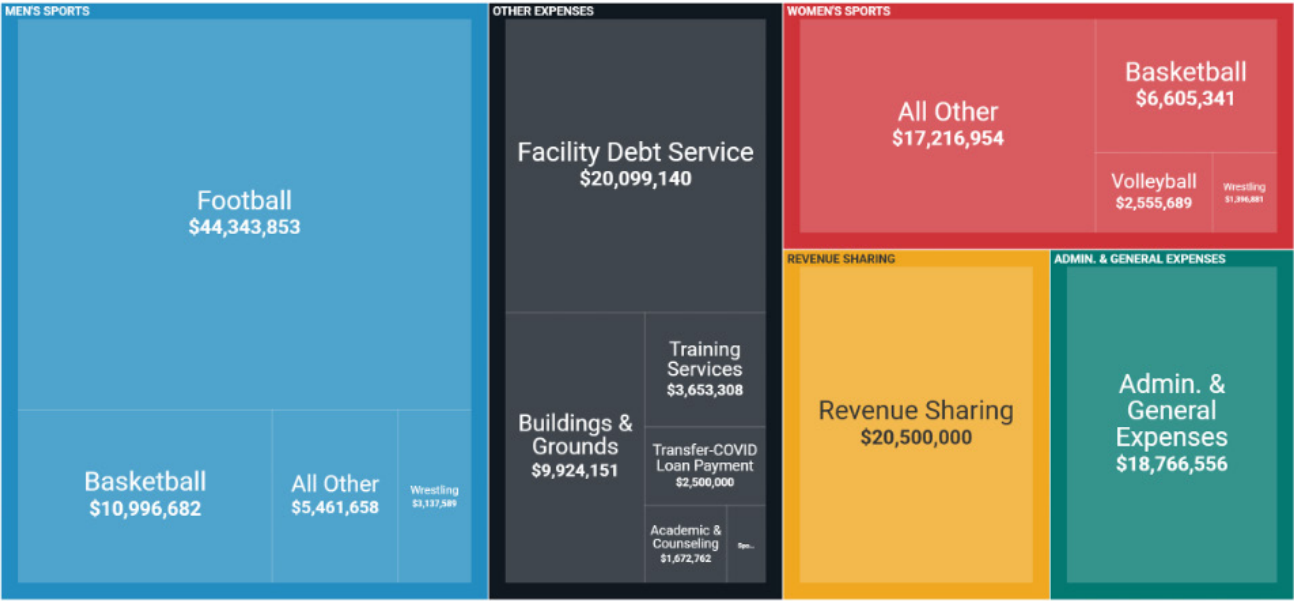 MEN'S SPORTS
Football
$44,343,853
Basketball
$10,996,682
All Other
$5,461,658
Wrestling
$3,137,589
OTHER EXPENSES
Facility Debt Service
$20,099,140
Buildings &
Grounds
$9,924,151
Training
Services
$3,653,308
Transfer-COVID
Loan Payment
$2,500,000
Academic &
Counseling
$1,672,762
Spo...
WOMEN'S SPORTS
All Other
$17,216,954
Basketball
$6,605,341
Volleyball
$2,555,689
Wrestling
$1,396,881
REVENUE SHARING
Revenue Sharing
$20,500,000
ADMIN. & GENERAL EXPENSES
Admin. &
General
Expenses
$18,766,556